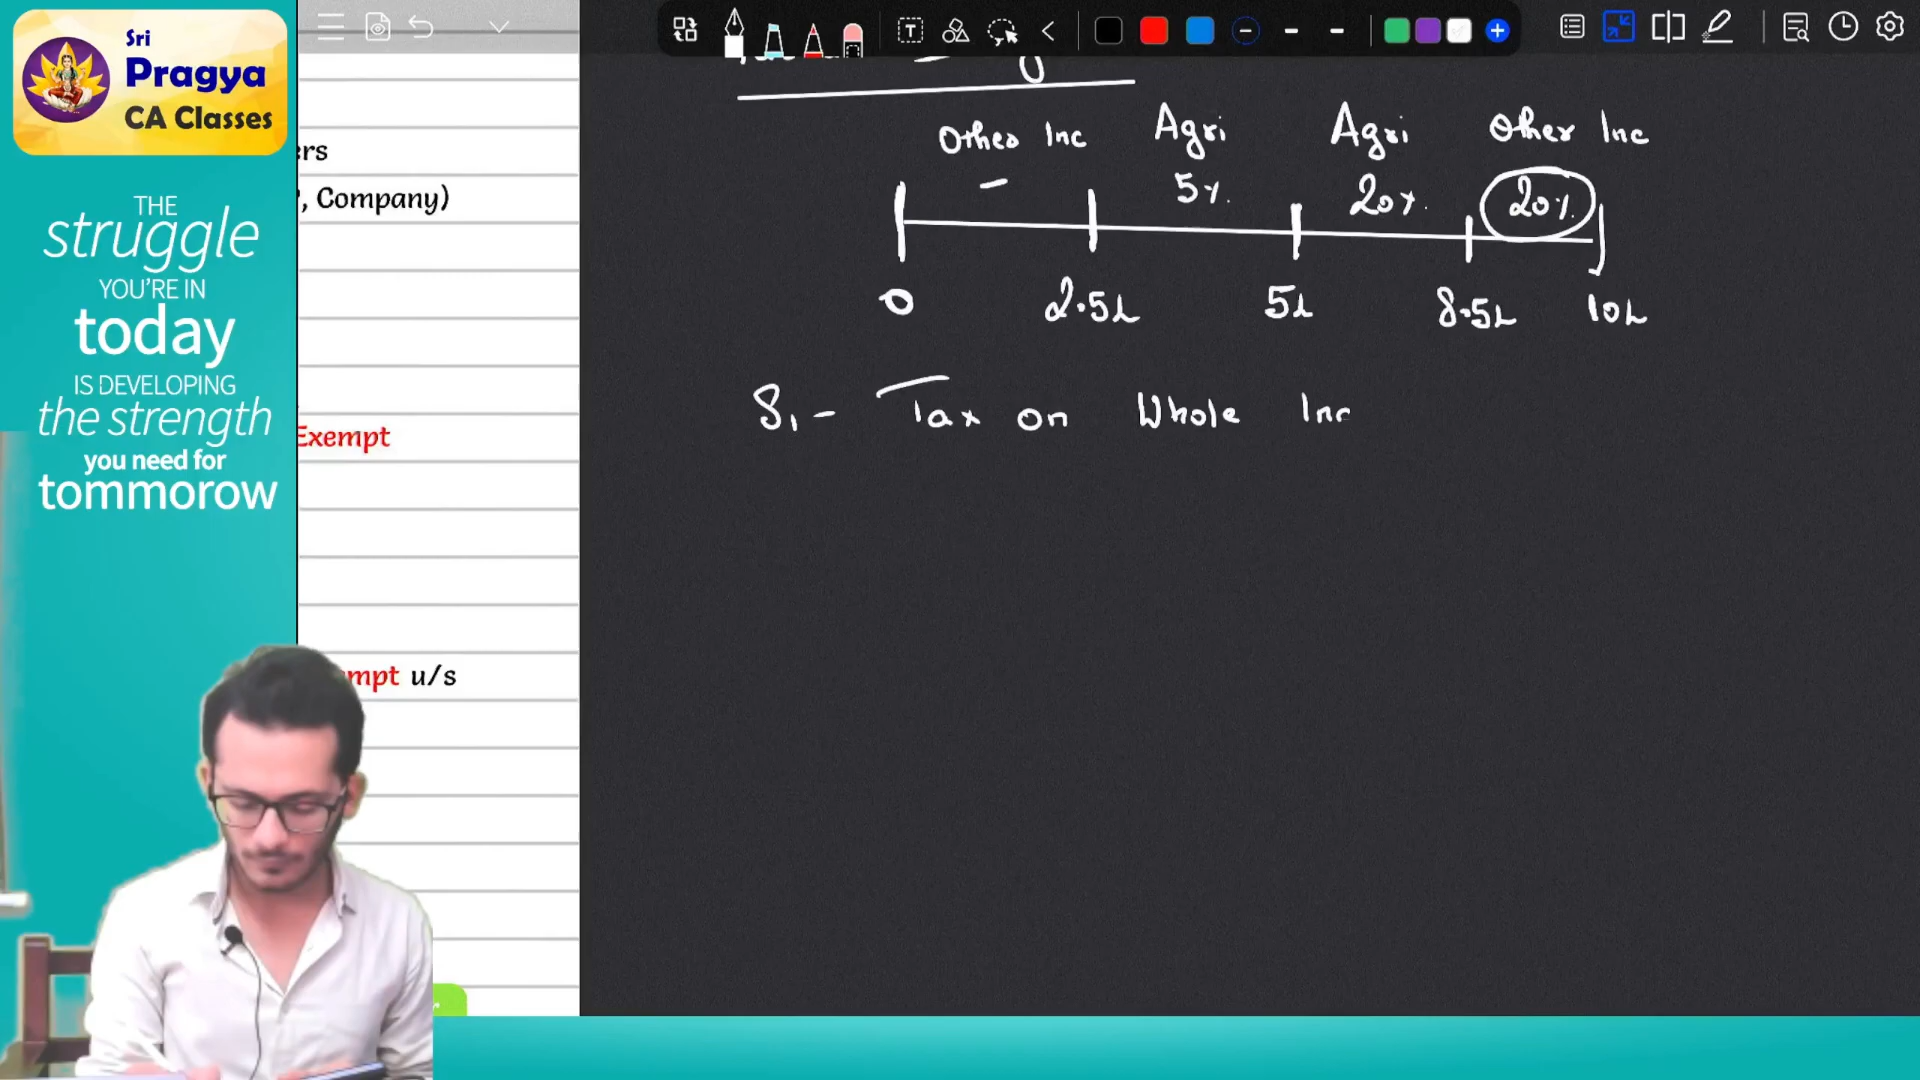 Sri
Pragya
CA Classes
THE
struggle
YOU'RE IN
today
IS DEVELOPING
the strength
you need for
tommorow
ers
, Company)
Exempt
mpt u/s
Other Inc Agri Agri Other Inc
- 5%. 20%. 20%.
0 2.5L 5L 8.5L 10L
S1 - Tax on Whole Inc